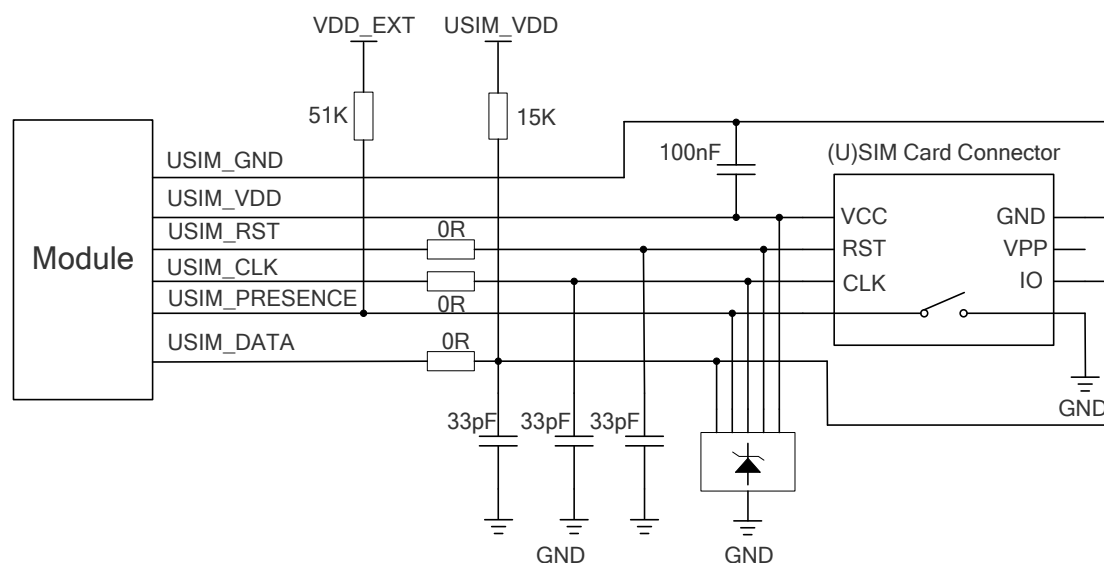 VDD_EXT USIM_VDD
51K 15K
100nF (U)SIM Card Connector
USIM_GND
USIM_VDD VCC GND
USIM_RST 0R RST VPP
Module
USIM_CLK CLK IO
USIM_PRESENCE 0R
USIM_DATA 0R
GND
33pF 33pF 33pF
GND GND